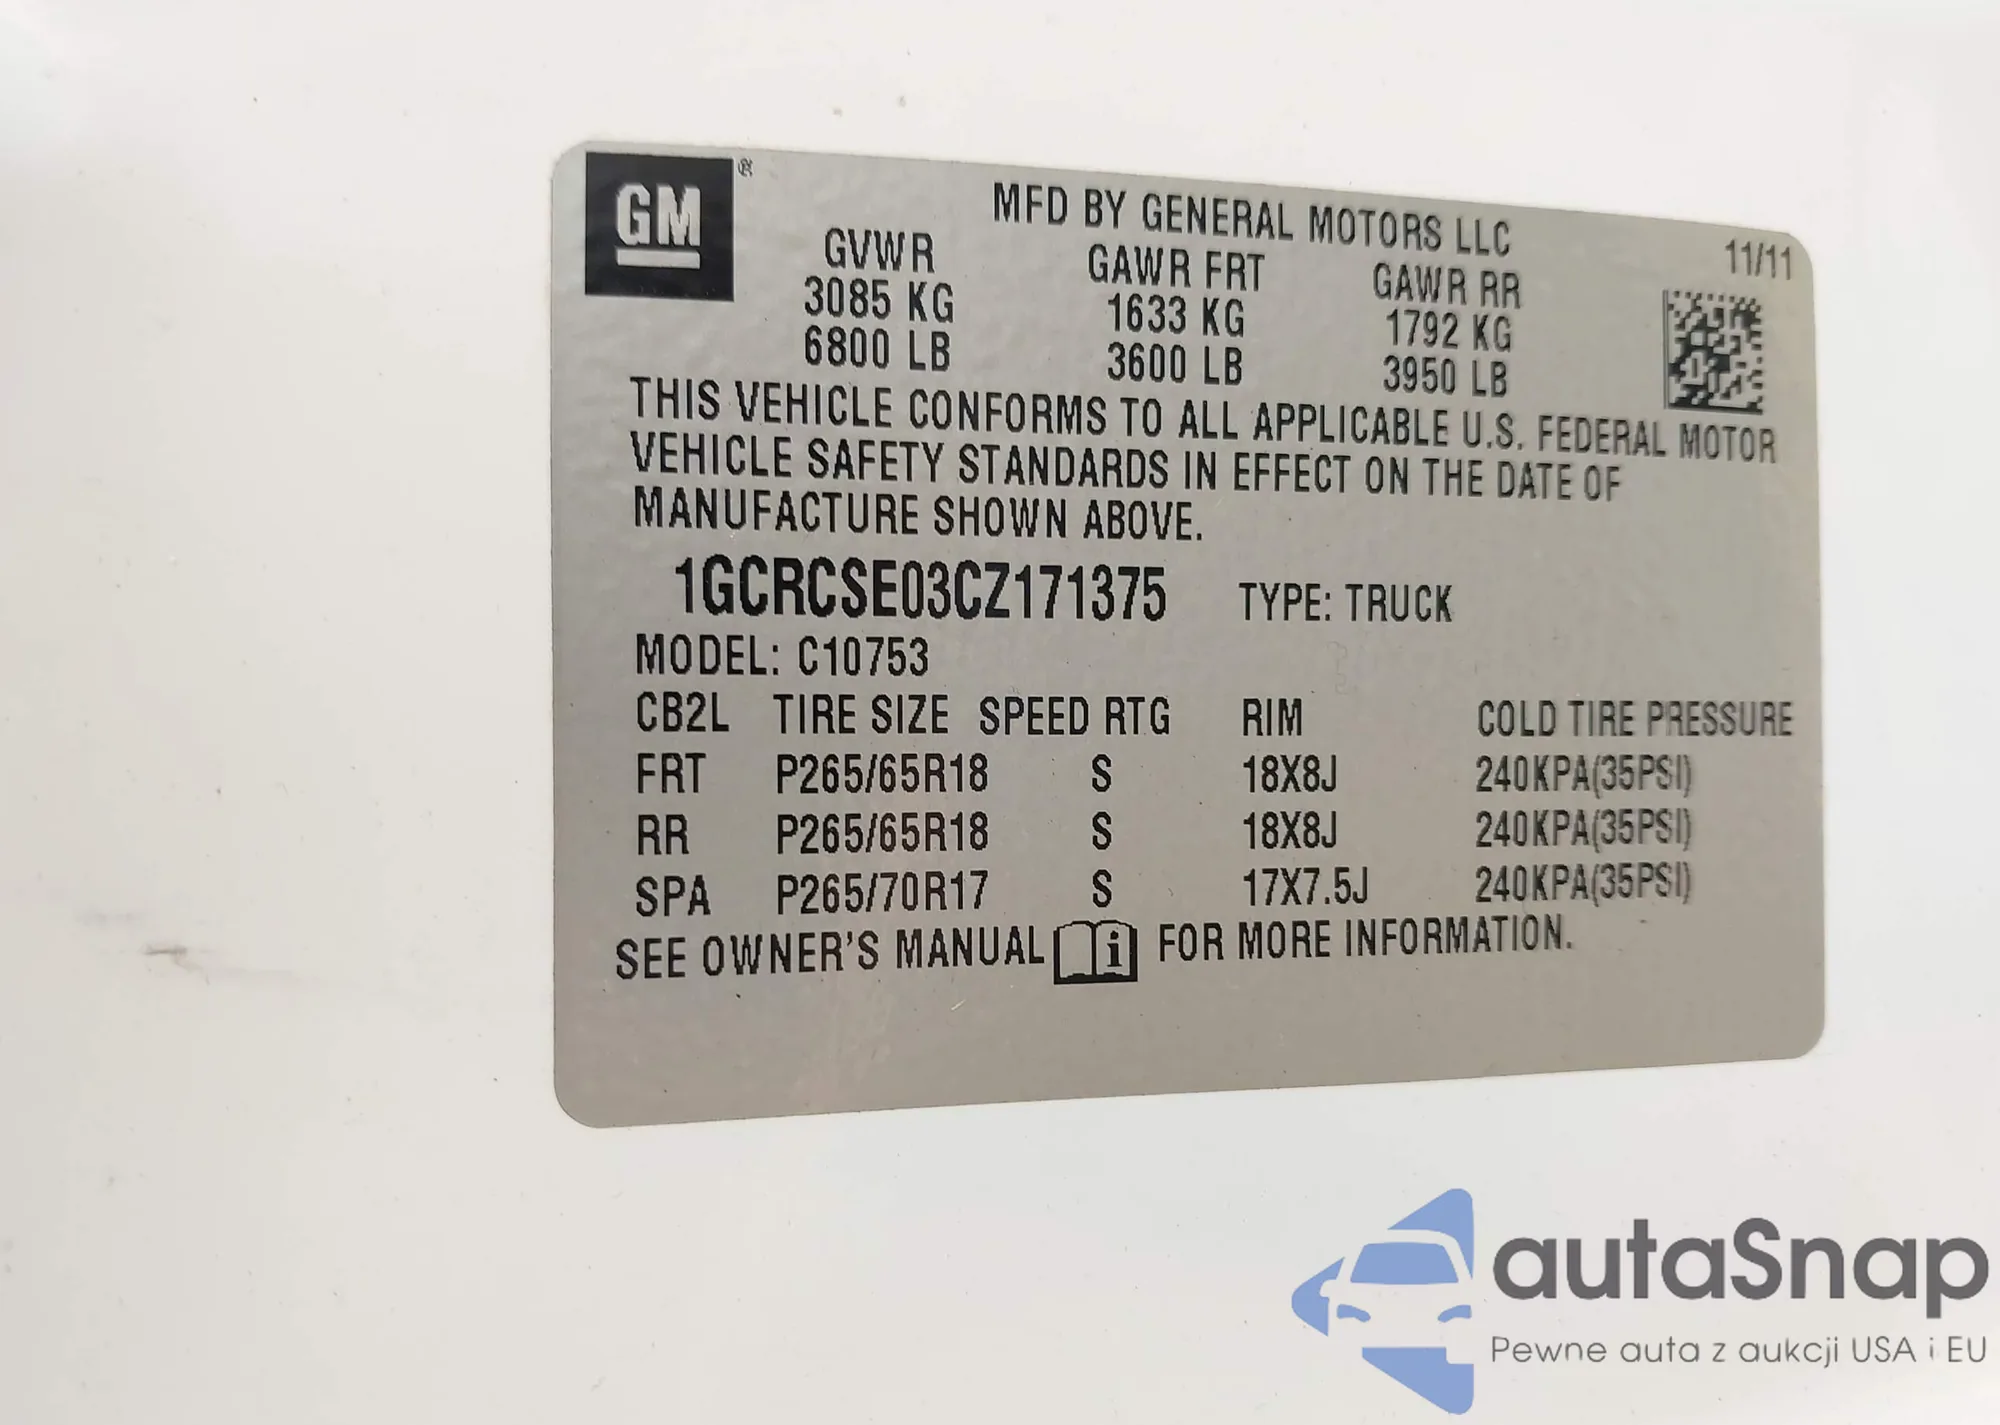 GM ®
MFD BY GENERAL MOTORS LLC
11/11
GVWR GAWR FRT GAWR RR
3085 KG 1633 KG 1792 KG
6800 LB 3600 LB 3950 LB
THIS VEHICLE CONFORMS TO ALL APPLICABLE U.S. FEDERAL MOTOR
VEHICLE SAFETY STANDARDS IN EFFECT ON THE DATE OF
MANUFACTURE SHOWN ABOVE.
1GCRCSE03CZ171375 TYPE: TRUCK
MODEL: C10753
CB2L TIRE SIZE SPEED RTG RIM COLD TIRE PRESSURE
FRT P265/65R18 S 18X8J 240KPA(35PSI)
RR P265/65R18 S 18X8J 240KPA(35PSI)
SPA P265/70R17 S 17X7.5J 240KPA(35PSI)
SEE OWNER'S MANUAL i FOR MORE INFORMATION.
autaSnap
Pewne auta z aukcji USA i EU